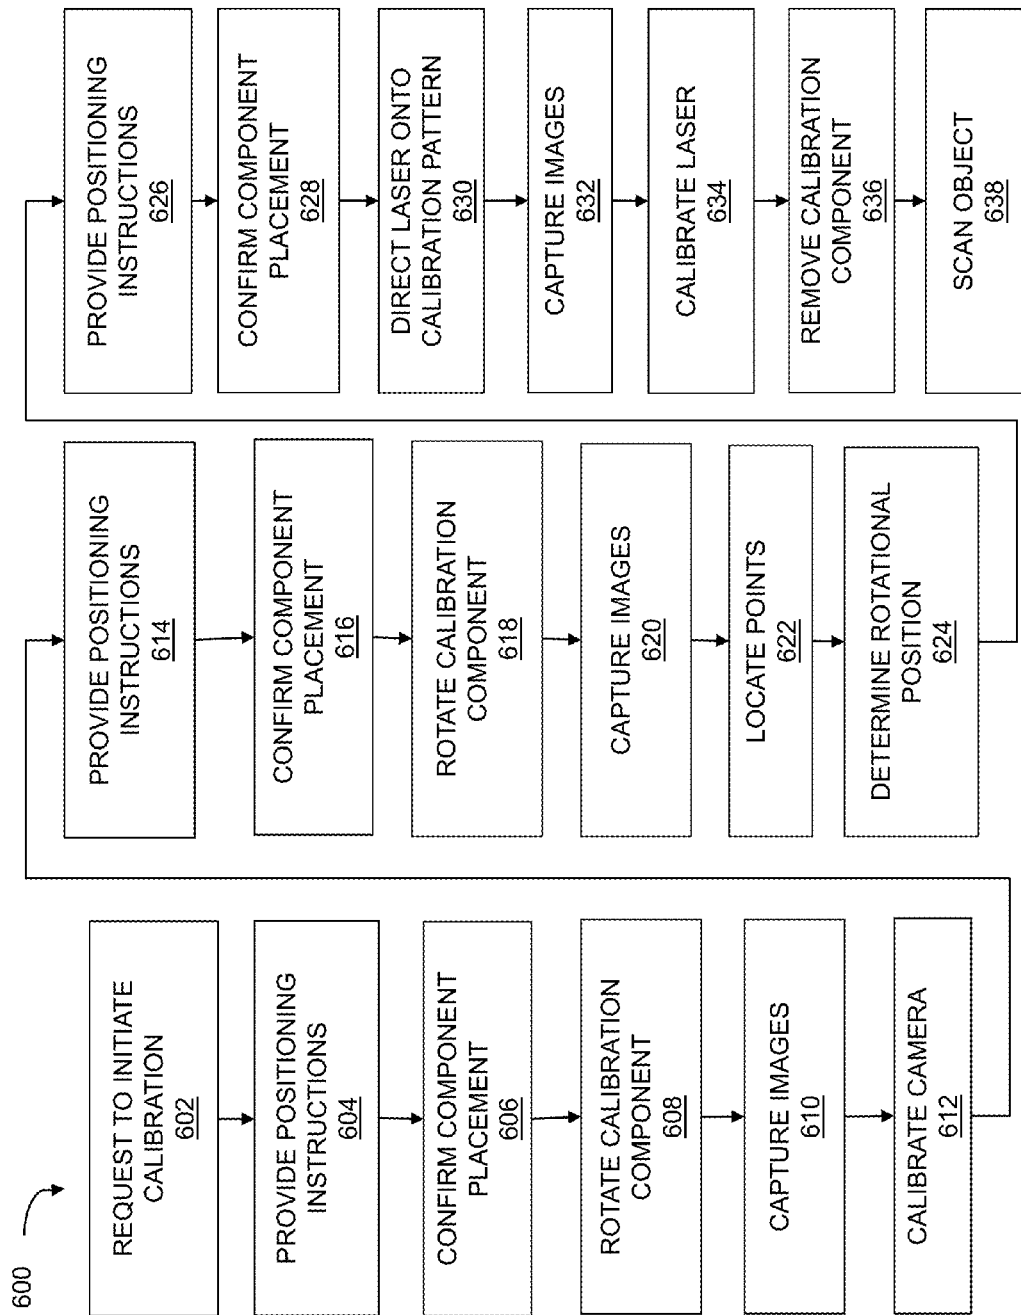 600
REQUEST TO INITIATE
CALIBRATION
602
PROVIDE POSITIONING
INSTRUCTIONS
604
CONFIRM COMPONENT
PLACEMENT
606
ROTATE CALIBRATION
COMPONENT
608
CAPTURE IMAGES
610
CALIBRATE CAMERA
612
PROVIDE POSITIONING
INSTRUCTIONS
614
CONFIRM COMPONENT
PLACEMENT
616
ROTATE CALIBRATION
COMPONENT
618
CAPTURE IMAGES
620
LOCATE POINTS
622
DETERMINE ROTATIONAL
POSITION
624
PROVIDE POSITIONING
INSTRUCTIONS
626
CONFIRM COMPONENT
PLACEMENT
628
DIRECT LASER ONTO
CALIBRATION PATTERN
630
CAPTURE IMAGES
632
CALIBRATE LASER
634
REMOVE CALIBRATION
COMPONENT
636
SCAN OBJECT
638